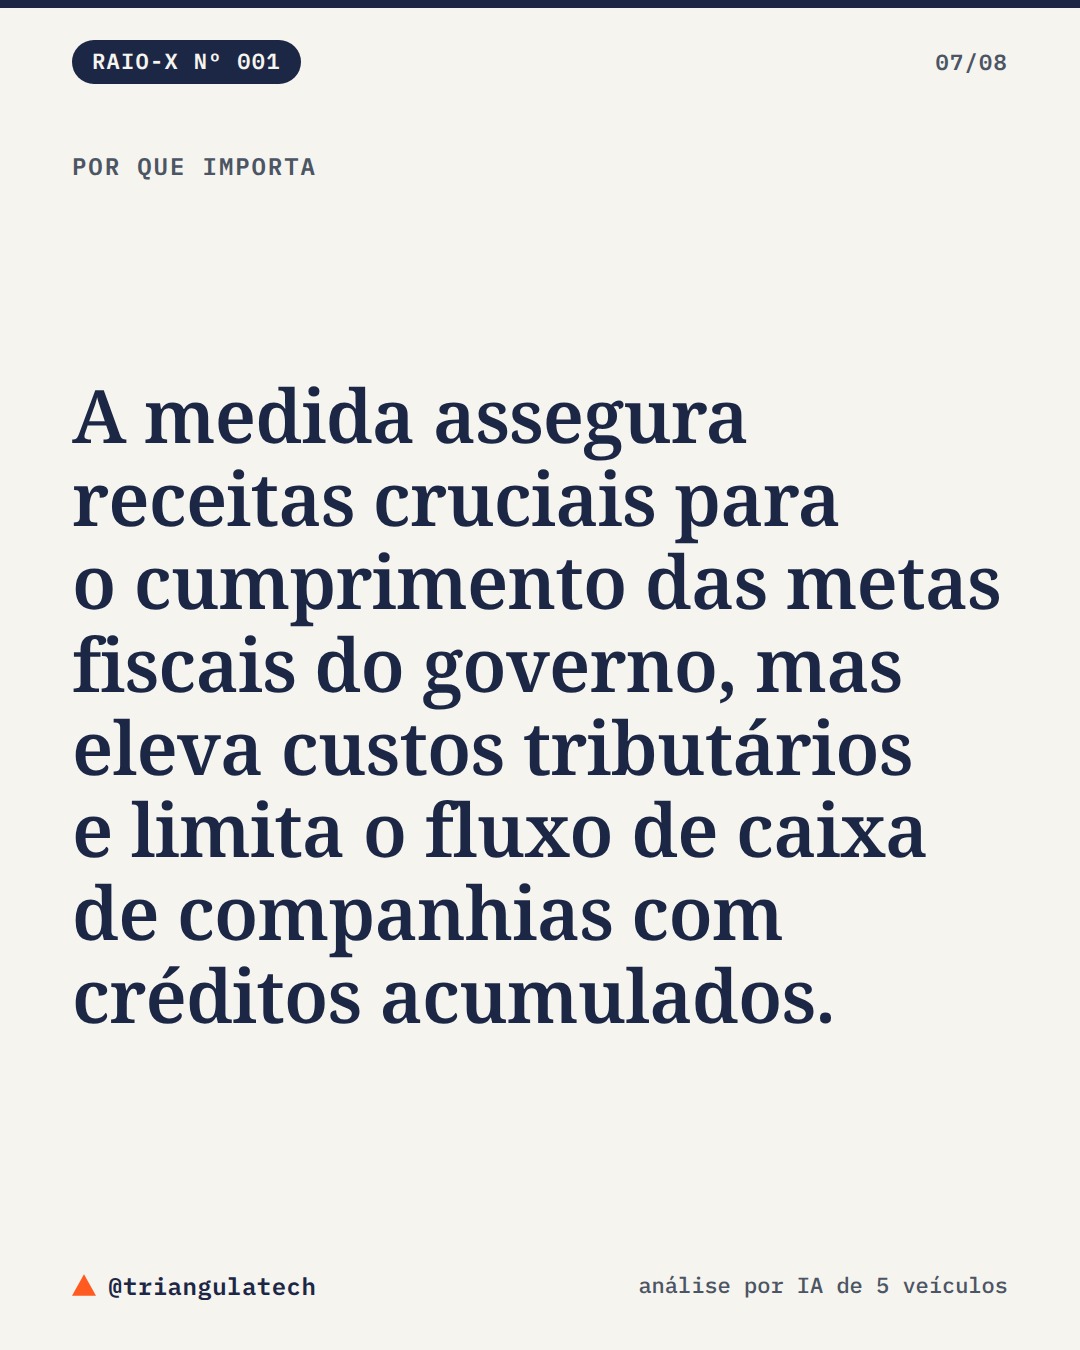 RAIO-X Nº 001
07/08
POR QUE IMPORTA
A medida assegura
receitas cruciais para
o cumprimento das metas
fiscais do governo, mas
eleva custos tributários
e limita o fluxo de caixa
de companhias com
créditos acumulados.
@triangulatech
análise por IA de 5 veículos